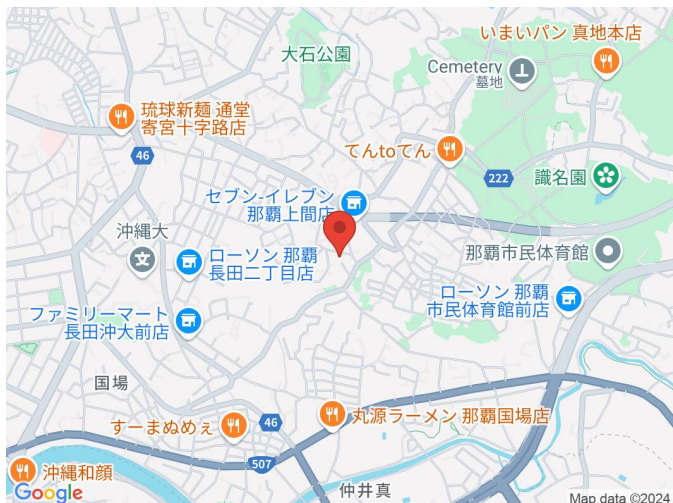 いまいパン 真地本店
大石公園
Cemetery
墓地
琉球新麺 通堂
寄宮十字路店
46
てんtoてん
222
識名園
セブン-イレブン
那覇上間店
沖縄大
ローソン 那覇
長田二丁目店
那覇市民体育館
ローソン 那覇
市民体育館前店
ファミリーマート
長田沖大前店
国場
すーまぬめぇ
46
丸源ラーメン 那覇国場店
507
沖縄和顔
仲井真
Google
Map data ©2024